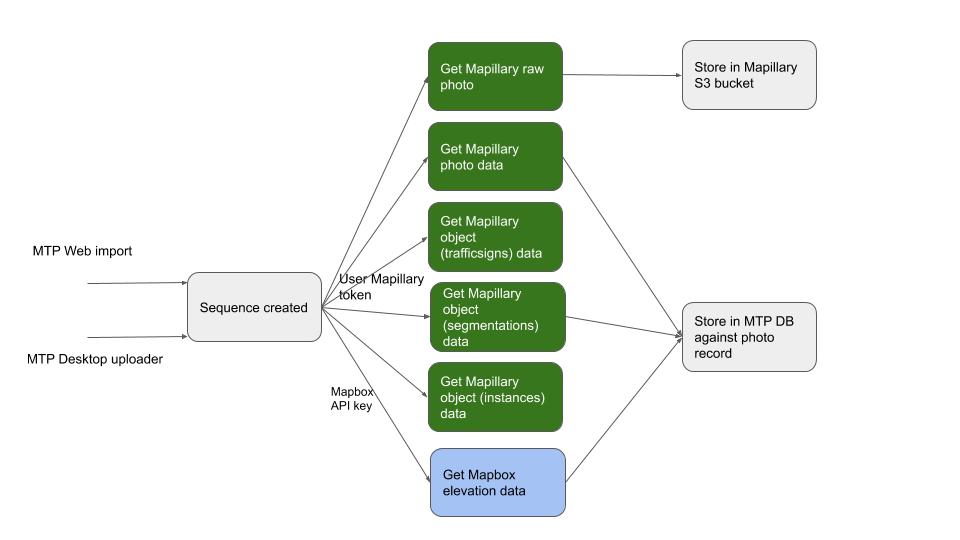 MTP Web import
MTP Desktop uploader
Sequence created
User Mapillary
token
Mapbox
API key
Get Mapillary raw
photo
Get Mapillary
photo data
Get Mapillary
object
(trafficsigns) data
Get Mapillary
object
(segmentations)
data
Get Mapillary
object (instances)
data
Get Mapbox
elevation data
Store in Mapillary
S3 bucket
Store in MTP DB
against photo
record